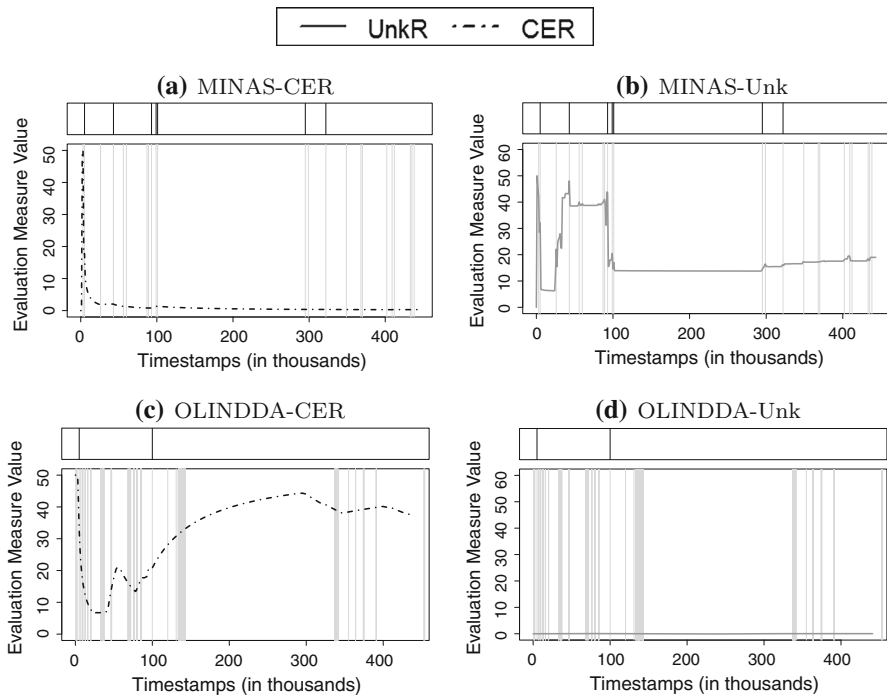 UnkR CER
(a) MINAS-CER
Evaluation Measure Value
50
40
30
20
10
0
0 100 200 300 400
Timestamps (in thousands)
(b) MINAS-Unk
Evaluation Measure Value
60
50
40
30
20
10
0
0 100 200 300 400
Timestamps (in thousands)
(c) OLINDDA-CER
Evaluation Measure Value
50
40
30
20
10
0
0 100 200 300 400
Timestamps (in thousands)
(d) OLINDDA-Unk
Evaluation Measure Value
60
50
40
30
20
10
0
0 100 200 300 400
Timestamps (in thousands)